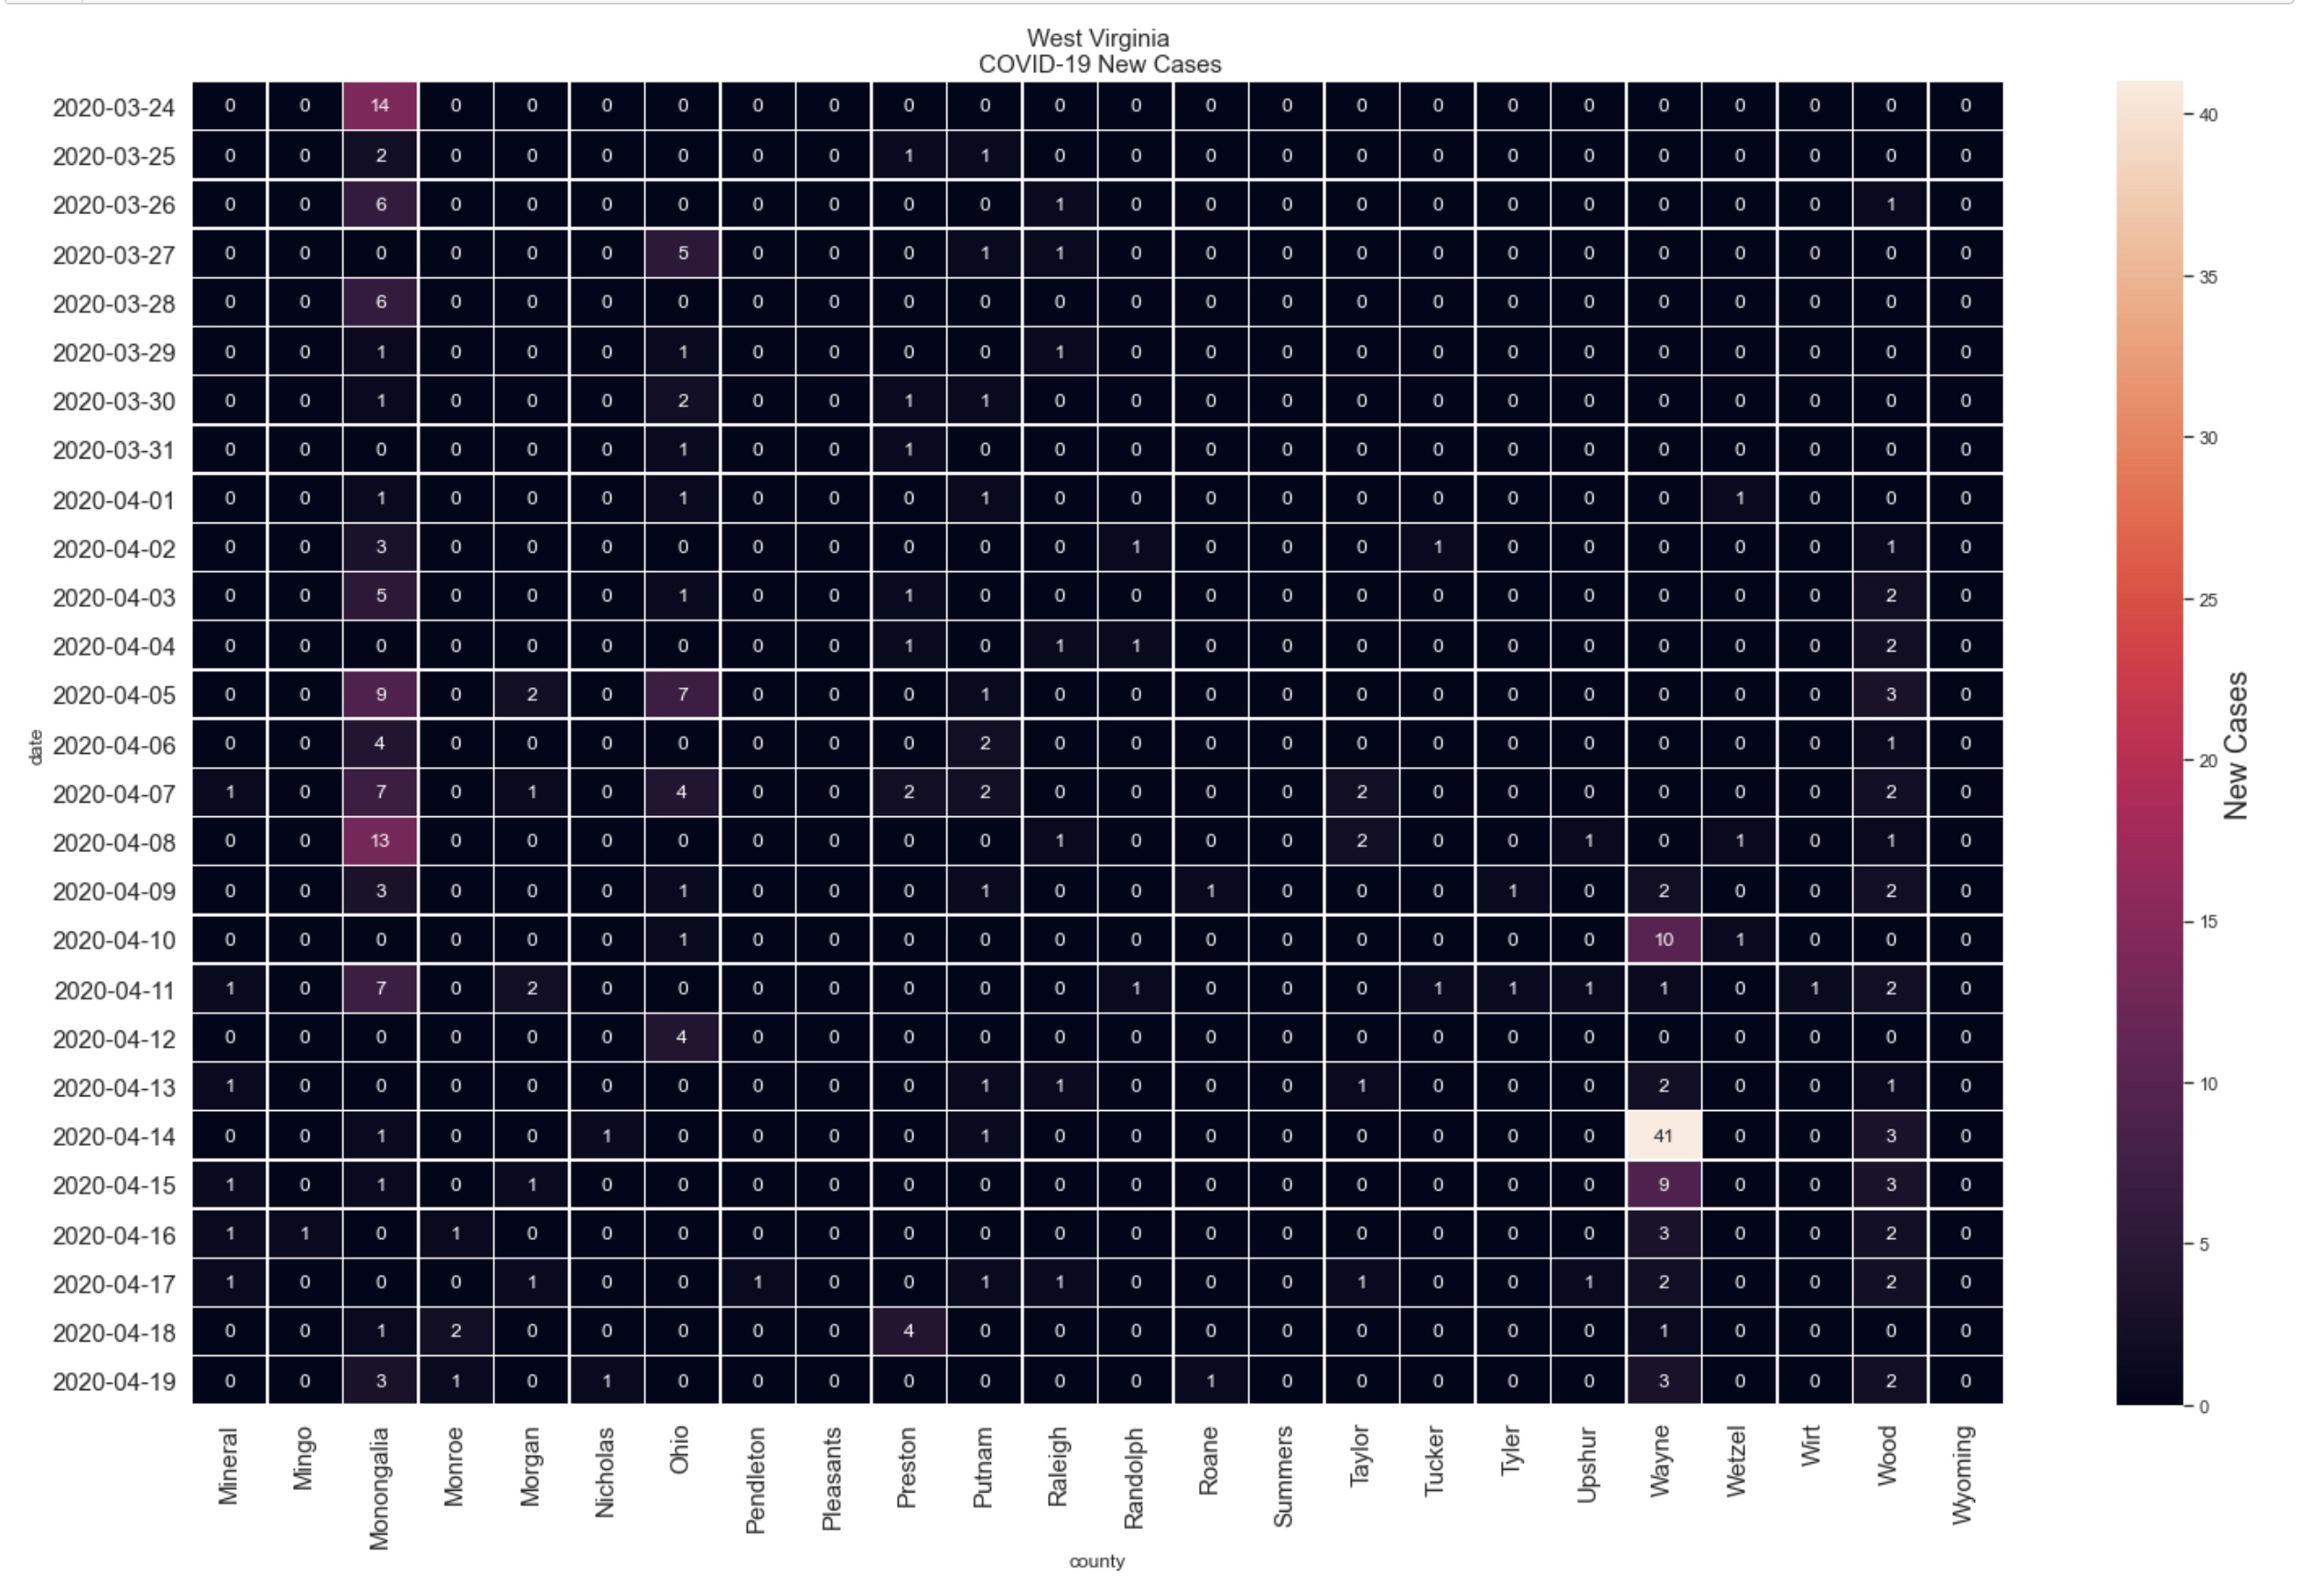 West Virginia
COVID-19 New Cases
2020-03-24 0 0 14 0 0 0 0 0 0 0 0 0 0 0 0 0 0 0 0 0 0 0 0 0
2020-03-25 0 0 2 0 0 0 0 0 0 1 1 0 0 0 0 0 0 0 0 0 0 0 0 0
2020-03-26 0 0 6 0 0 0 0 0 0 0 0 1 0 0 0 0 0 0 0 0 0 0 1 0
2020-03-27 0 0 0 0 0 0 5 0 0 0 1 1 0 0 0 0 0 0 0 0 0 0 0 0
2020-03-28 0 0 6 0 0 0 0 0 0 0 0 0 0 0 0 0 0 0 0 0 0 0 0 0
2020-03-29 0 0 1 0 0 0 1 0 0 0 0 1 0 0 0 0 0 0 0 0 0 0 0 0
2020-03-30 0 0 1 0 0 0 2 0 0 1 1 0 0 0 0 0 0 0 0 0 0 0 0 0
2020-03-31 0 0 0 0 0 0 1 0 0 1 0 0 0 0 0 0 0 0 0 0 0 0 0 0
2020-04-01 0 0 1 0 0 0 1 0 0 0 1 0 0 0 0 0 0 0 0 0 1 0 0 0
2020-04-02 0 0 3 0 0 0 0 0 0 0 0 0 1 0 0 0 1 0 0 0 0 0 1 0
2020-04-03 0 0 5 0 0 0 1 0 0 1 0 0 0 0 0 0 0 0 0 0 0 0 2 0
2020-04-04 0 0 0 0 0 0 0 0 0 1 0 1 1 0 0 0 0 0 0 0 0 0 2 0
2020-04-05 0 0 9 0 2 0 7 0 0 0 1 0 0 0 0 0 0 0 0 0 0 0 3 0
2020-04-06 0 0 4 0 0 0 0 0 0 0 2 0 0 0 0 0 0 0 0 0 0 0 1 0
2020-04-07 1 0 7 0 1 0 4 0 0 2 2 0 0 0 0 2 0 0 0 0 0 0 2 0
2020-04-08 0 0 13 0 0 0 0 0 0 0 0 1 0 0 0 2 0 0 1 0 1 0 1 0
2020-04-09 0 0 3 0 0 0 1 0 0 0 1 0 0 1 0 0 0 1 0 2 0 0 2 0
2020-04-10 0 0 0 0 0 0 1 0 0 0 0 0 0 0 0 0 0 0 0 10 1 0 0 0
2020-04-11 1 0 7 0 2 0 0 0 0 0 0 0 1 0 0 0 1 1 1 1 0 1 2 0
2020-04-12 0 0 0 0 0 0 4 0 0 0 0 0 0 0 0 0 0 0 0 0 0 0 0 0
2020-04-13 1 0 0 0 0 0 0 0 0 0 1 1 0 0 0 1 0 0 0 2 0 0 1 0
2020-04-14 0 0 1 0 0 1 0 0 0 0 1 0 0 0 0 0 0 0 0 41 0 0 3 0
2020-04-15 1 0 1 0 1 0 0 0 0 0 0 0 0 0 0 0 0 0 0 9 0 0 3 0
2020-04-16 1 1 0 1 0 0 0 0 0 0 0 0 0 0 0 0 0 0 0 3 0 0 2 0
2020-04-17 1 0 0 0 1 0 0 1 0 0 1 1 0 0 0 1 0 0 1 2 0 0 2 0
2020-04-18 0 0 1 2 0 0 0 0 0 4 0 0 0 0 0 0 0 0 0 1 0 0 0 0
2020-04-19 0 0 3 1 0 1 0 0 0 0 0 0 0 1 0 0 0 0 0 3 0 0 2 0
date
Mineral Mingo Monongalia Monroe Morgan Nicholas Ohio Pendleton Pleasants Preston Putnam Raleigh Randolph Roane Summers Taylor Tucker Tyler Upshur Wayne Wetzel Wirt Wood Wyoming
county
40
35
30
25
20
15
10
5
0
New Cases